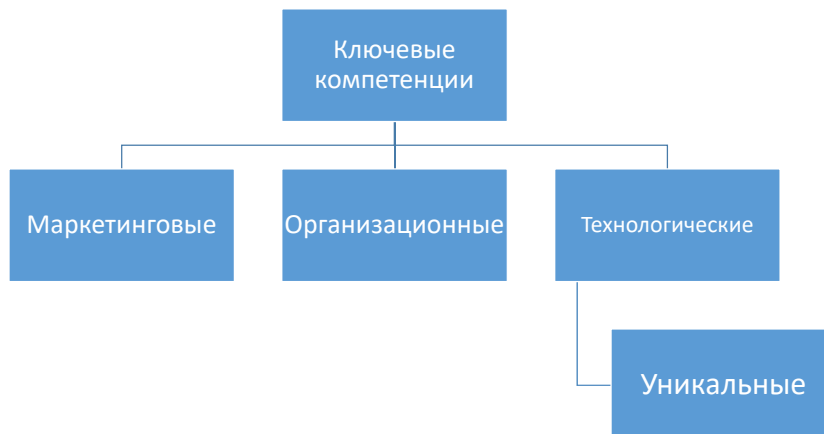 Ключевые
компетенции
Маркетинговые
Организационные
Технологические
Уникальные